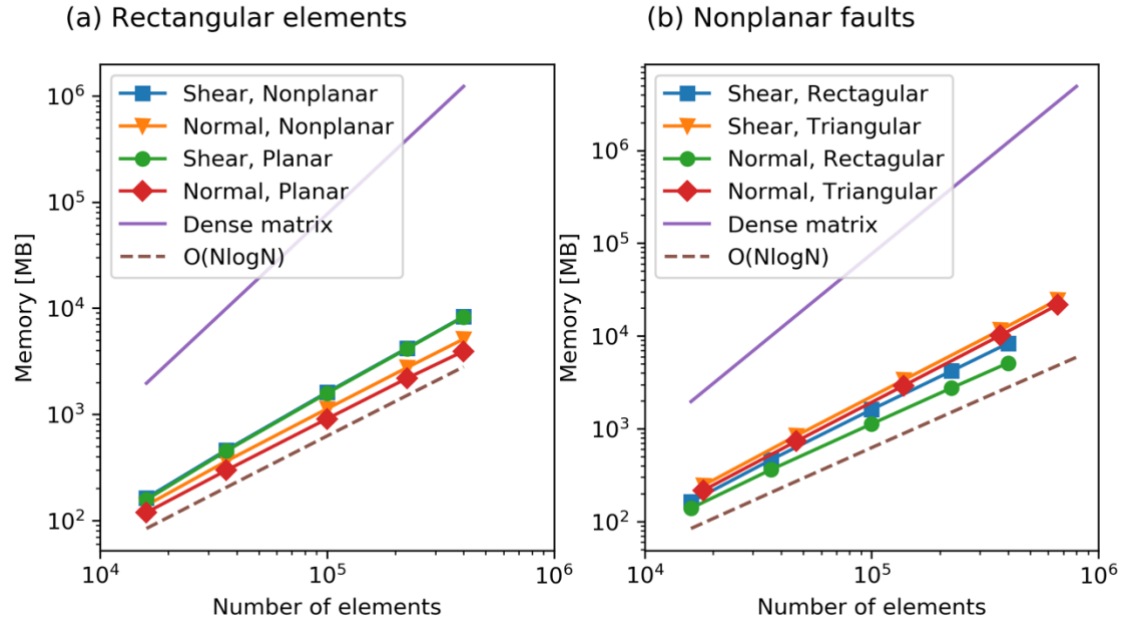 (a) Rectangular elements
Shear, Nonplanar
Normal, Nonplanar
Shear, Planar
Normal, Planar
Dense matrix
O(NlogN)
Memory [MB]
10⁶
10⁵
10⁴
10³
10²
10⁴
10⁵
10⁶
Number of elements
(b) Nonplanar faults
Shear, Rectagular
Shear, Triangular
Normal, Rectagular
Normal, Triangular
Dense matrix
O(NlogN)
Memory [MB]
10⁶
10⁵
10⁴
10³
10²
10⁴
10⁵
10⁶
Number of elements